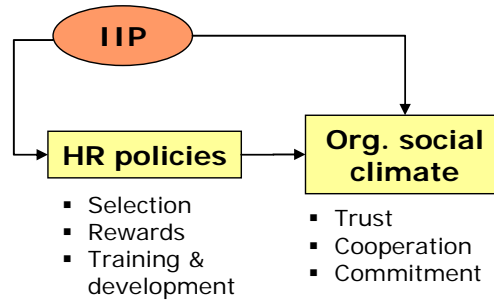 IIP
HR policies
▪ Selection
▪ Rewards
▪ Training &
development
Org. social
climate
▪ Trust
▪ Cooperation
▪ Commitment